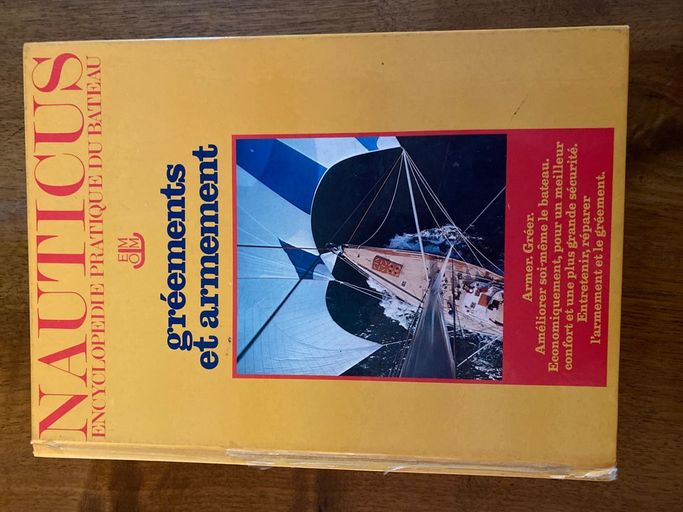 NAUTICUS
ENCYCLOPEDIE PRATIQUE DU BATEAU
EMOM
gréements
et armement
Armer. Gréer.
Améliorer soi-même le bateau.
Economiquement, pour un meilleur
confort et une plus grande sécurité.
Entretenir, réparer
l'armement et le gréement.